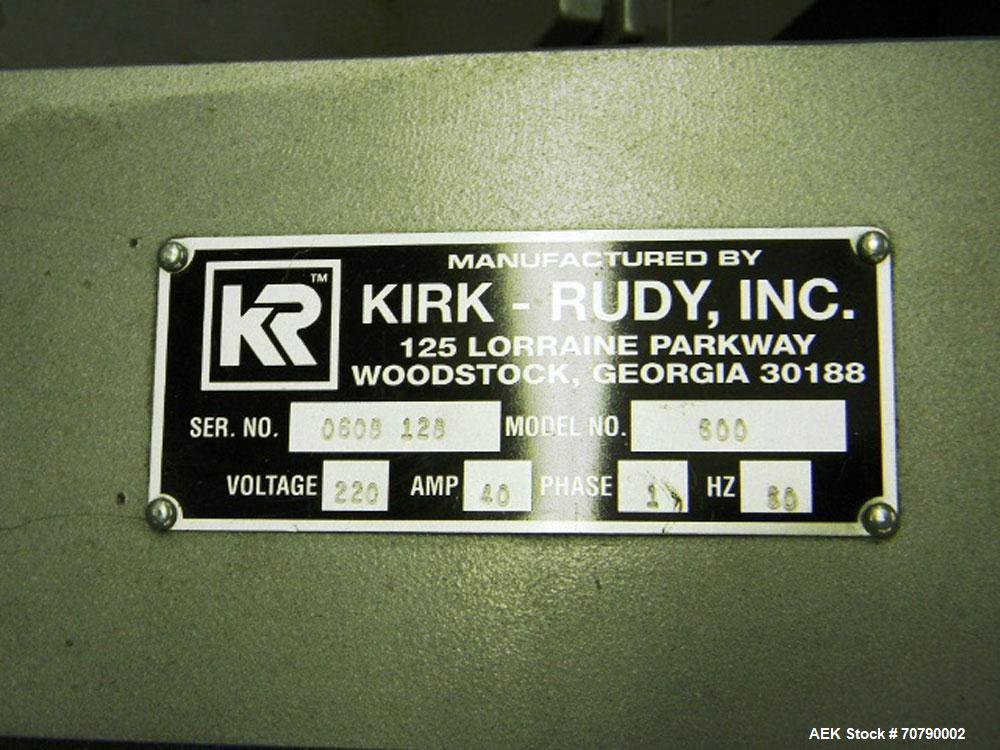 MANUFACTURED BY
KR™
KIRK - RUDY, INC.
125 LORRAINE PARKWAY
WOODSTOCK, GEORGIA 30188
SER. NO. 0608 128 MODEL NO. 600
VOLTAGE 220 AMP 40 PHASE 1 HZ 60
AEK Stock # 70790002